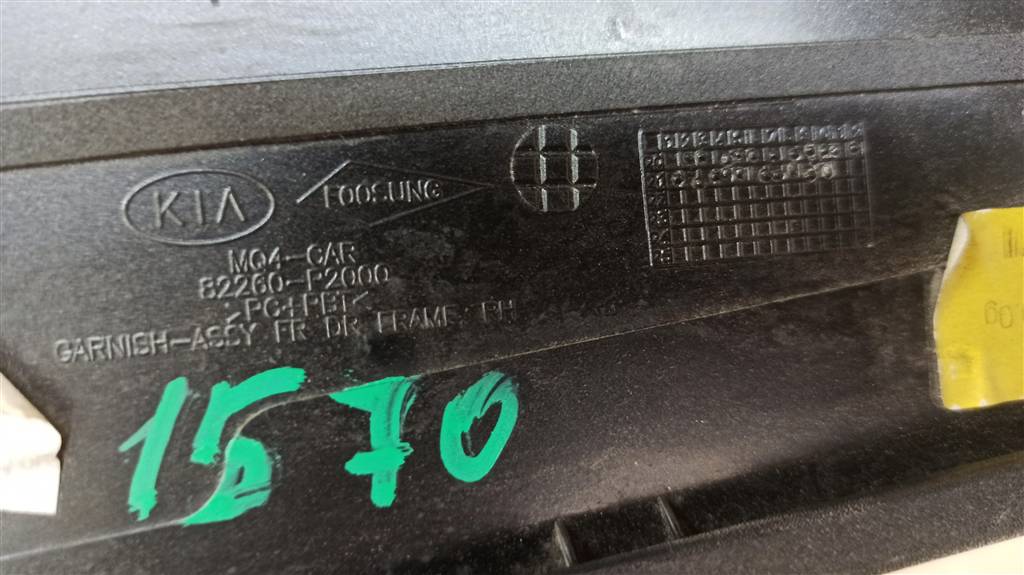 KIA
FOOSUNG
MQ4-CAR
82260-P2000
>PC+PBT<
GARNISH-ASSY FR DR FRAME, RH
1570